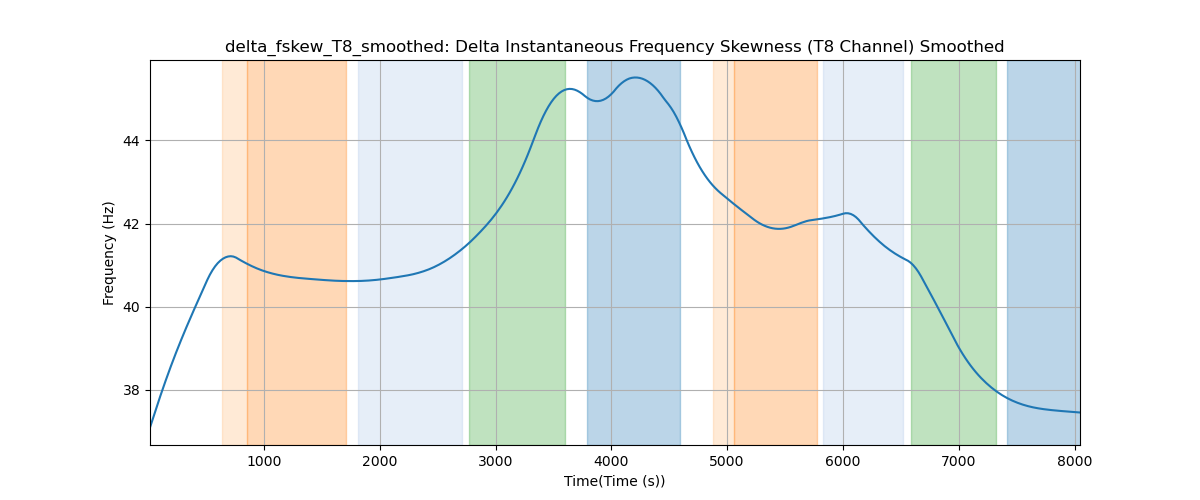 delta_fskew_T8_smoothed: Delta Instantaneous Frequency Skewness (T8 Channel) Smoothed
Frequency (Hz)
44
42
40
38
1000 2000 3000 4000 5000 6000 7000 8000
Time(Time (s))